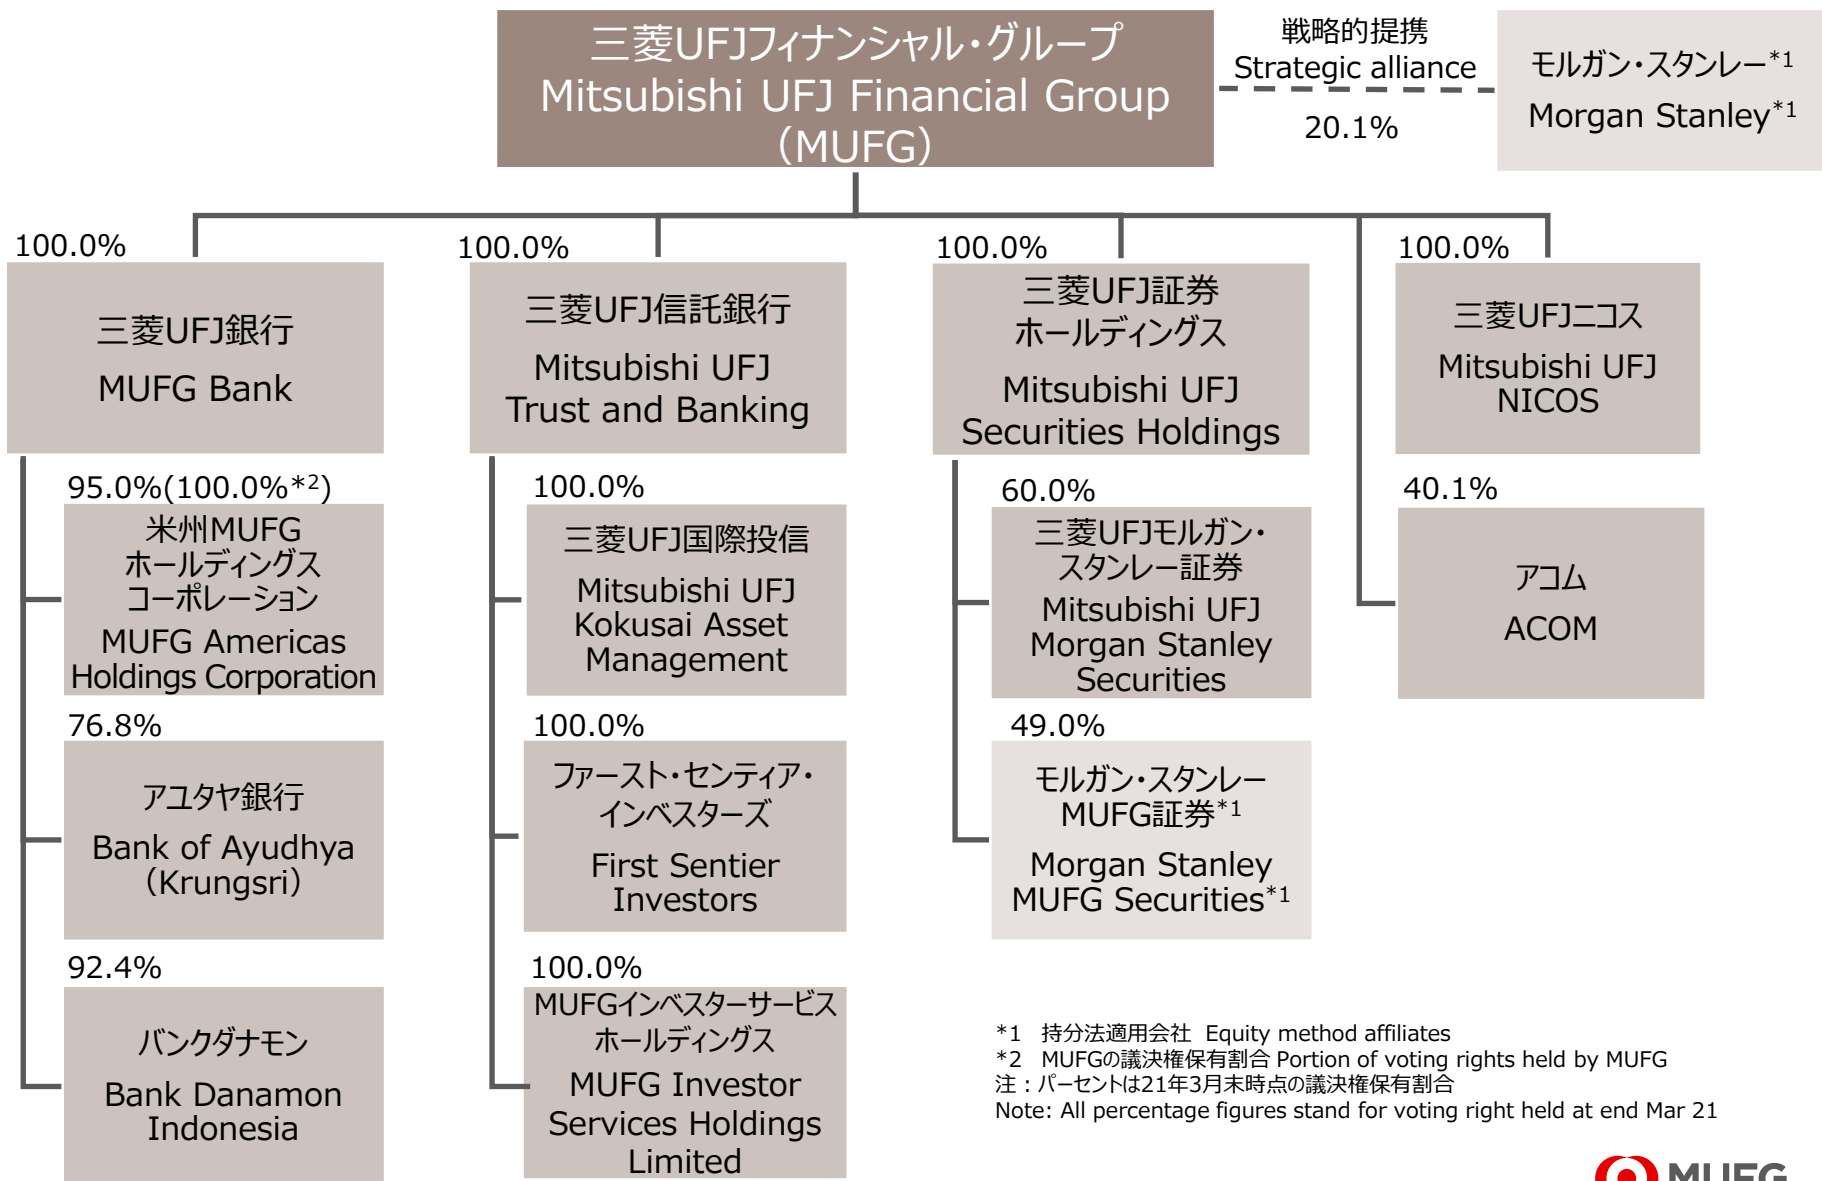 三菱UFJフィナンシャル・グループ
Mitsubishi UFJ Financial Group
（MUFG）
戦略的提携
Strategic alliance
20.1%
モルガン・スタンレー*1
Morgan Stanley*1
100.0%
三菱UFJ銀行
MUFG Bank
95.0%(100.0%*2)
米州MUFG
ホールディングス
コーポレーション
MUFG Americas
Holdings Corporation
76.8%
アユタヤ銀行
Bank of Ayudhya
（Krungsri）
92.4%
バンクダナモン
Bank Danamon
Indonesia
100.0%
三菱UFJ信託銀行
Mitsubishi UFJ
Trust and Banking
100.0%
三菱UFJ国際投信
Mitsubishi UFJ
Kokusai Asset
Management
100.0%
ファースト・センティア・
インベスターズ
First Sentier
Investors
100.0%
MUFGインベスターサービス
ホールディングス
MUFG Investor
Services Holdings
Limited
100.0%
三菱UFJ証券
ホールディングス
Mitsubishi UFJ
Securities Holdings
60.0%
三菱UFJモルガン・
スタンレー証券
Mitsubishi UFJ
Morgan Stanley
Securities
49.0%
モルガン・スタンレー
MUFG証券*1
Morgan Stanley
MUFG Securities*1
100.0%
三菱UFJニコス
Mitsubishi UFJ
NICOS
40.1%
アコム
ACOM
*1 持分法適用会社 Equity method affiliates
*2 MUFGの議決権保有割合 Portion of voting rights held by MUFG
注：パーセントは21年3月末時点の議決権保有割合
Note: All percentage figures stand for voting right held at end Mar 21
MUFG